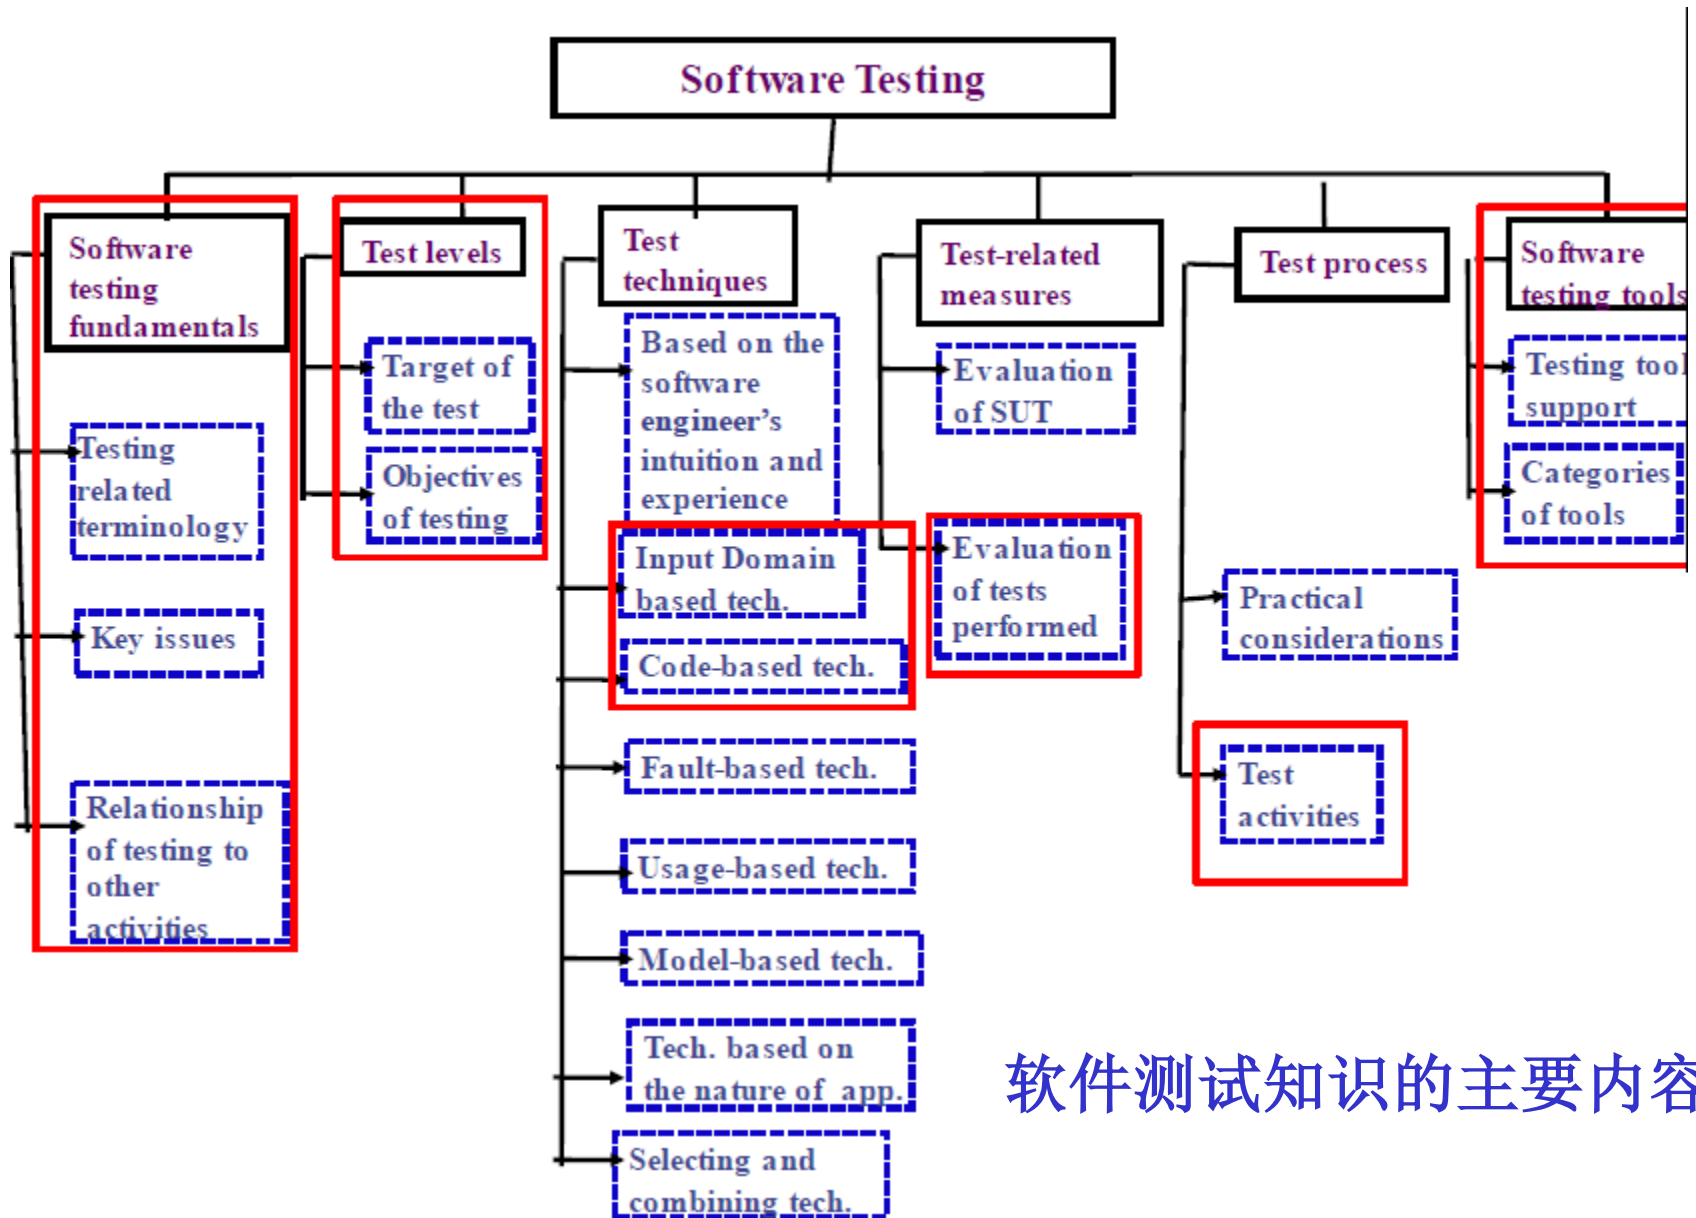 Software Testing
Software
testing
fundamentals
Testing
related
terminology
Key issues
Relationship
of testing to
other
activities
Test levels
Target of
the test
Objectives
of testing
Test
techniques
Based on the
software
engineer’s
intuition and
experience
Input Domain
based tech.
Code-based tech.
Fault-based tech.
Usage-based tech.
Model-based tech.
Tech. based on
the nature of app.
Selecting and
combining tech.
Test-related
measures
Evaluation
of SUT
Evaluation
of tests
performed
Test process
Practical
considerations
Test
activities
Software
testing tools
Testing tool
support
Categories
of tools
软件测试知识的主要内容